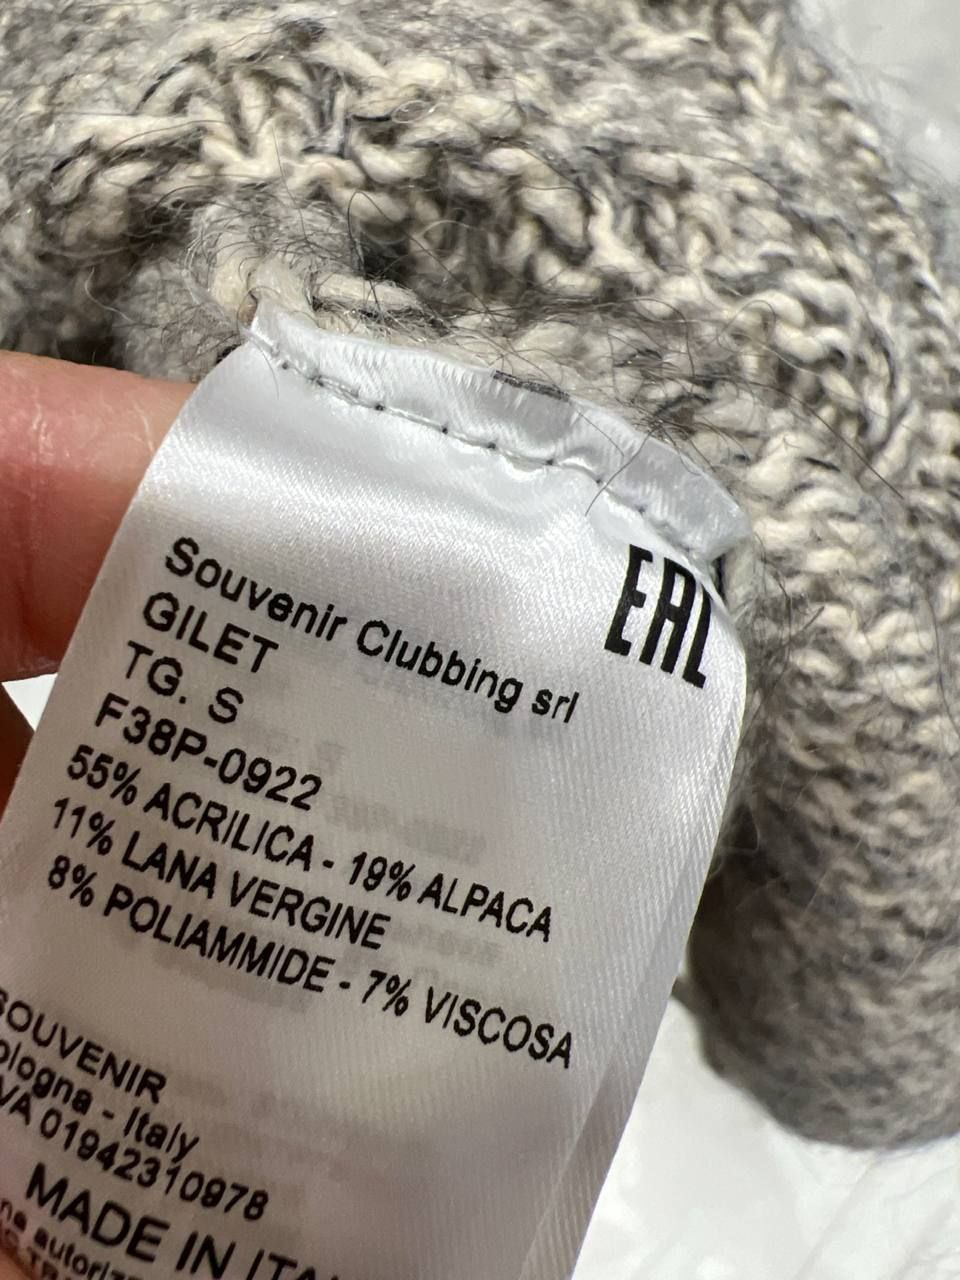 EAC
Souvenir Clubbing srl
GILET
TG. S
F38P-0922
55% ACRILICA - 19% ALPACA
11% LANA VERGINE
8% POLIAMMIDE - 7% VISCOSA
SOUVENIR
ologna - Italy
VA 01942310978
MADE IN ITA